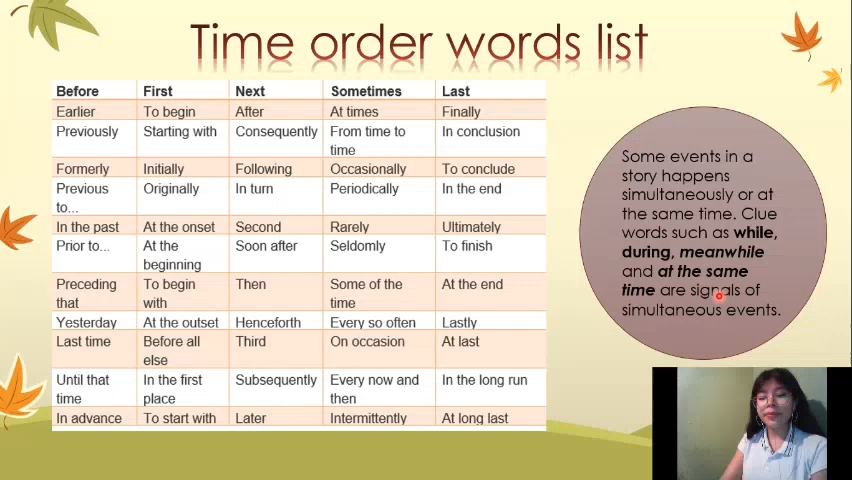 Time order words list
Before First Next Sometimes Last
Earlier To begin After At times Finally
Previously Starting with Consequently From time to In conclusion
time
Formerly Initially Following Occasionally To conclude
Previous Originally In turn Periodically In the end
to...
In the past At the onset Second Rarely Ultimately
Prior to... At the Soon after Seldomly To finish
beginning
Preceding To begin Then Some of the At the end
that with time
Yesterday At the outset Henceforth Every so often Lastly
Last time Before all Third On occasion At last
else
Until that In the first Subsequently Every now and In the long run
time place then
In advance To start with Later Intermittently At long last
Some events in a
story happens
simultaneously or at
the same time. Clue
words such as while,
during, meanwhile
and at the same
time are signals of
simultaneous events.